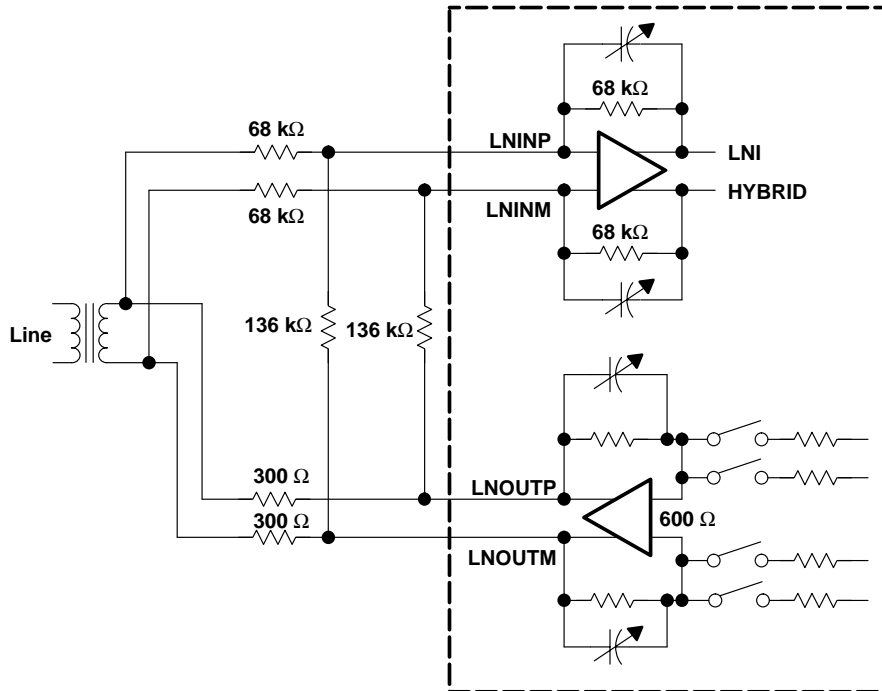 68 kΩ
68 kΩ
LNINP
LNI
68 kΩ
LNINM
HYBRID
68 kΩ
Line
136 kΩ
136 kΩ
300 Ω
LNOUTP
300 Ω
600 Ω
LNOUTM